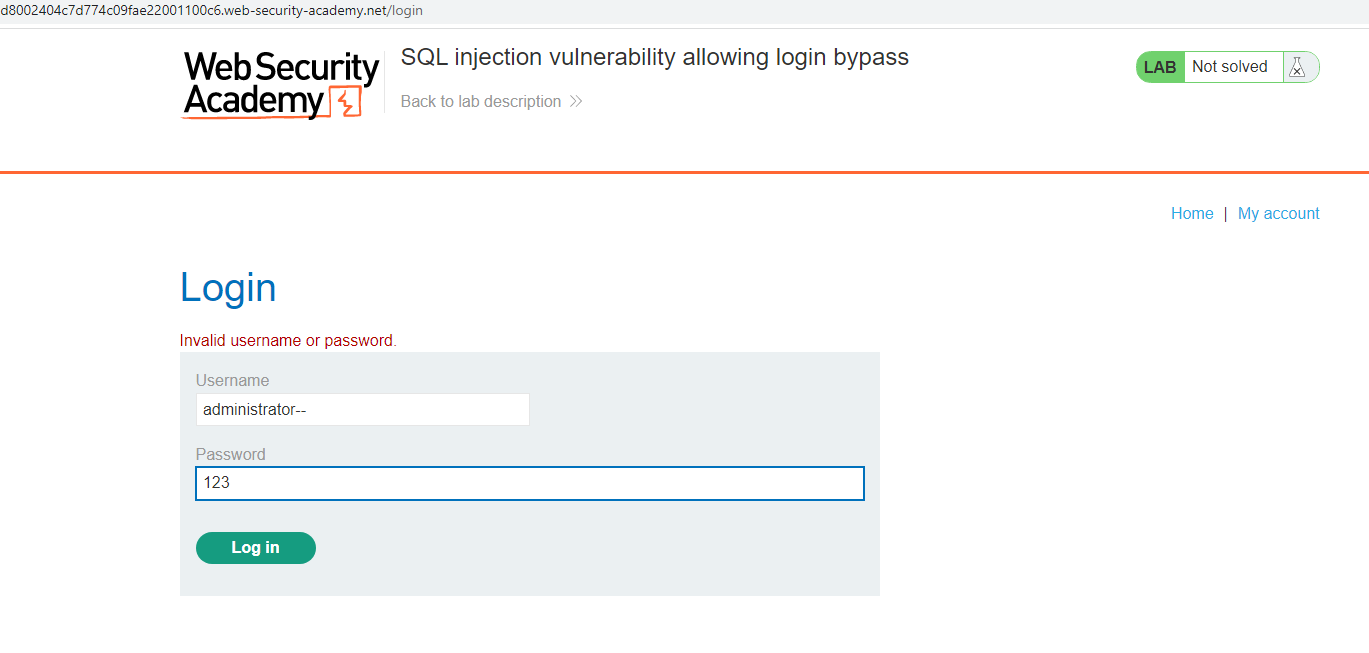 d8002404c7d774c09fae22001100c6.web-security-academy.net/login
Web Security
Academy
SQL injection vulnerability allowing login bypass
Back to lab description
LAB Not solved
Home | My account
Login
Invalid username or password.
Username
administrator--
Password
123
Log in